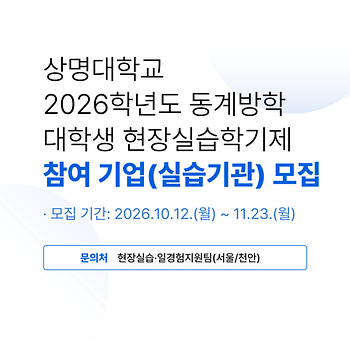 상명대학교
2026학년도 동계방학
대학생 현장실습학기제
참여 기업(실습기관) 모집
· 모집 기간: 2026.10.12.(월) ~ 11.23.(월)
문의처 현장실습·일경험지원팀(서울/천안)